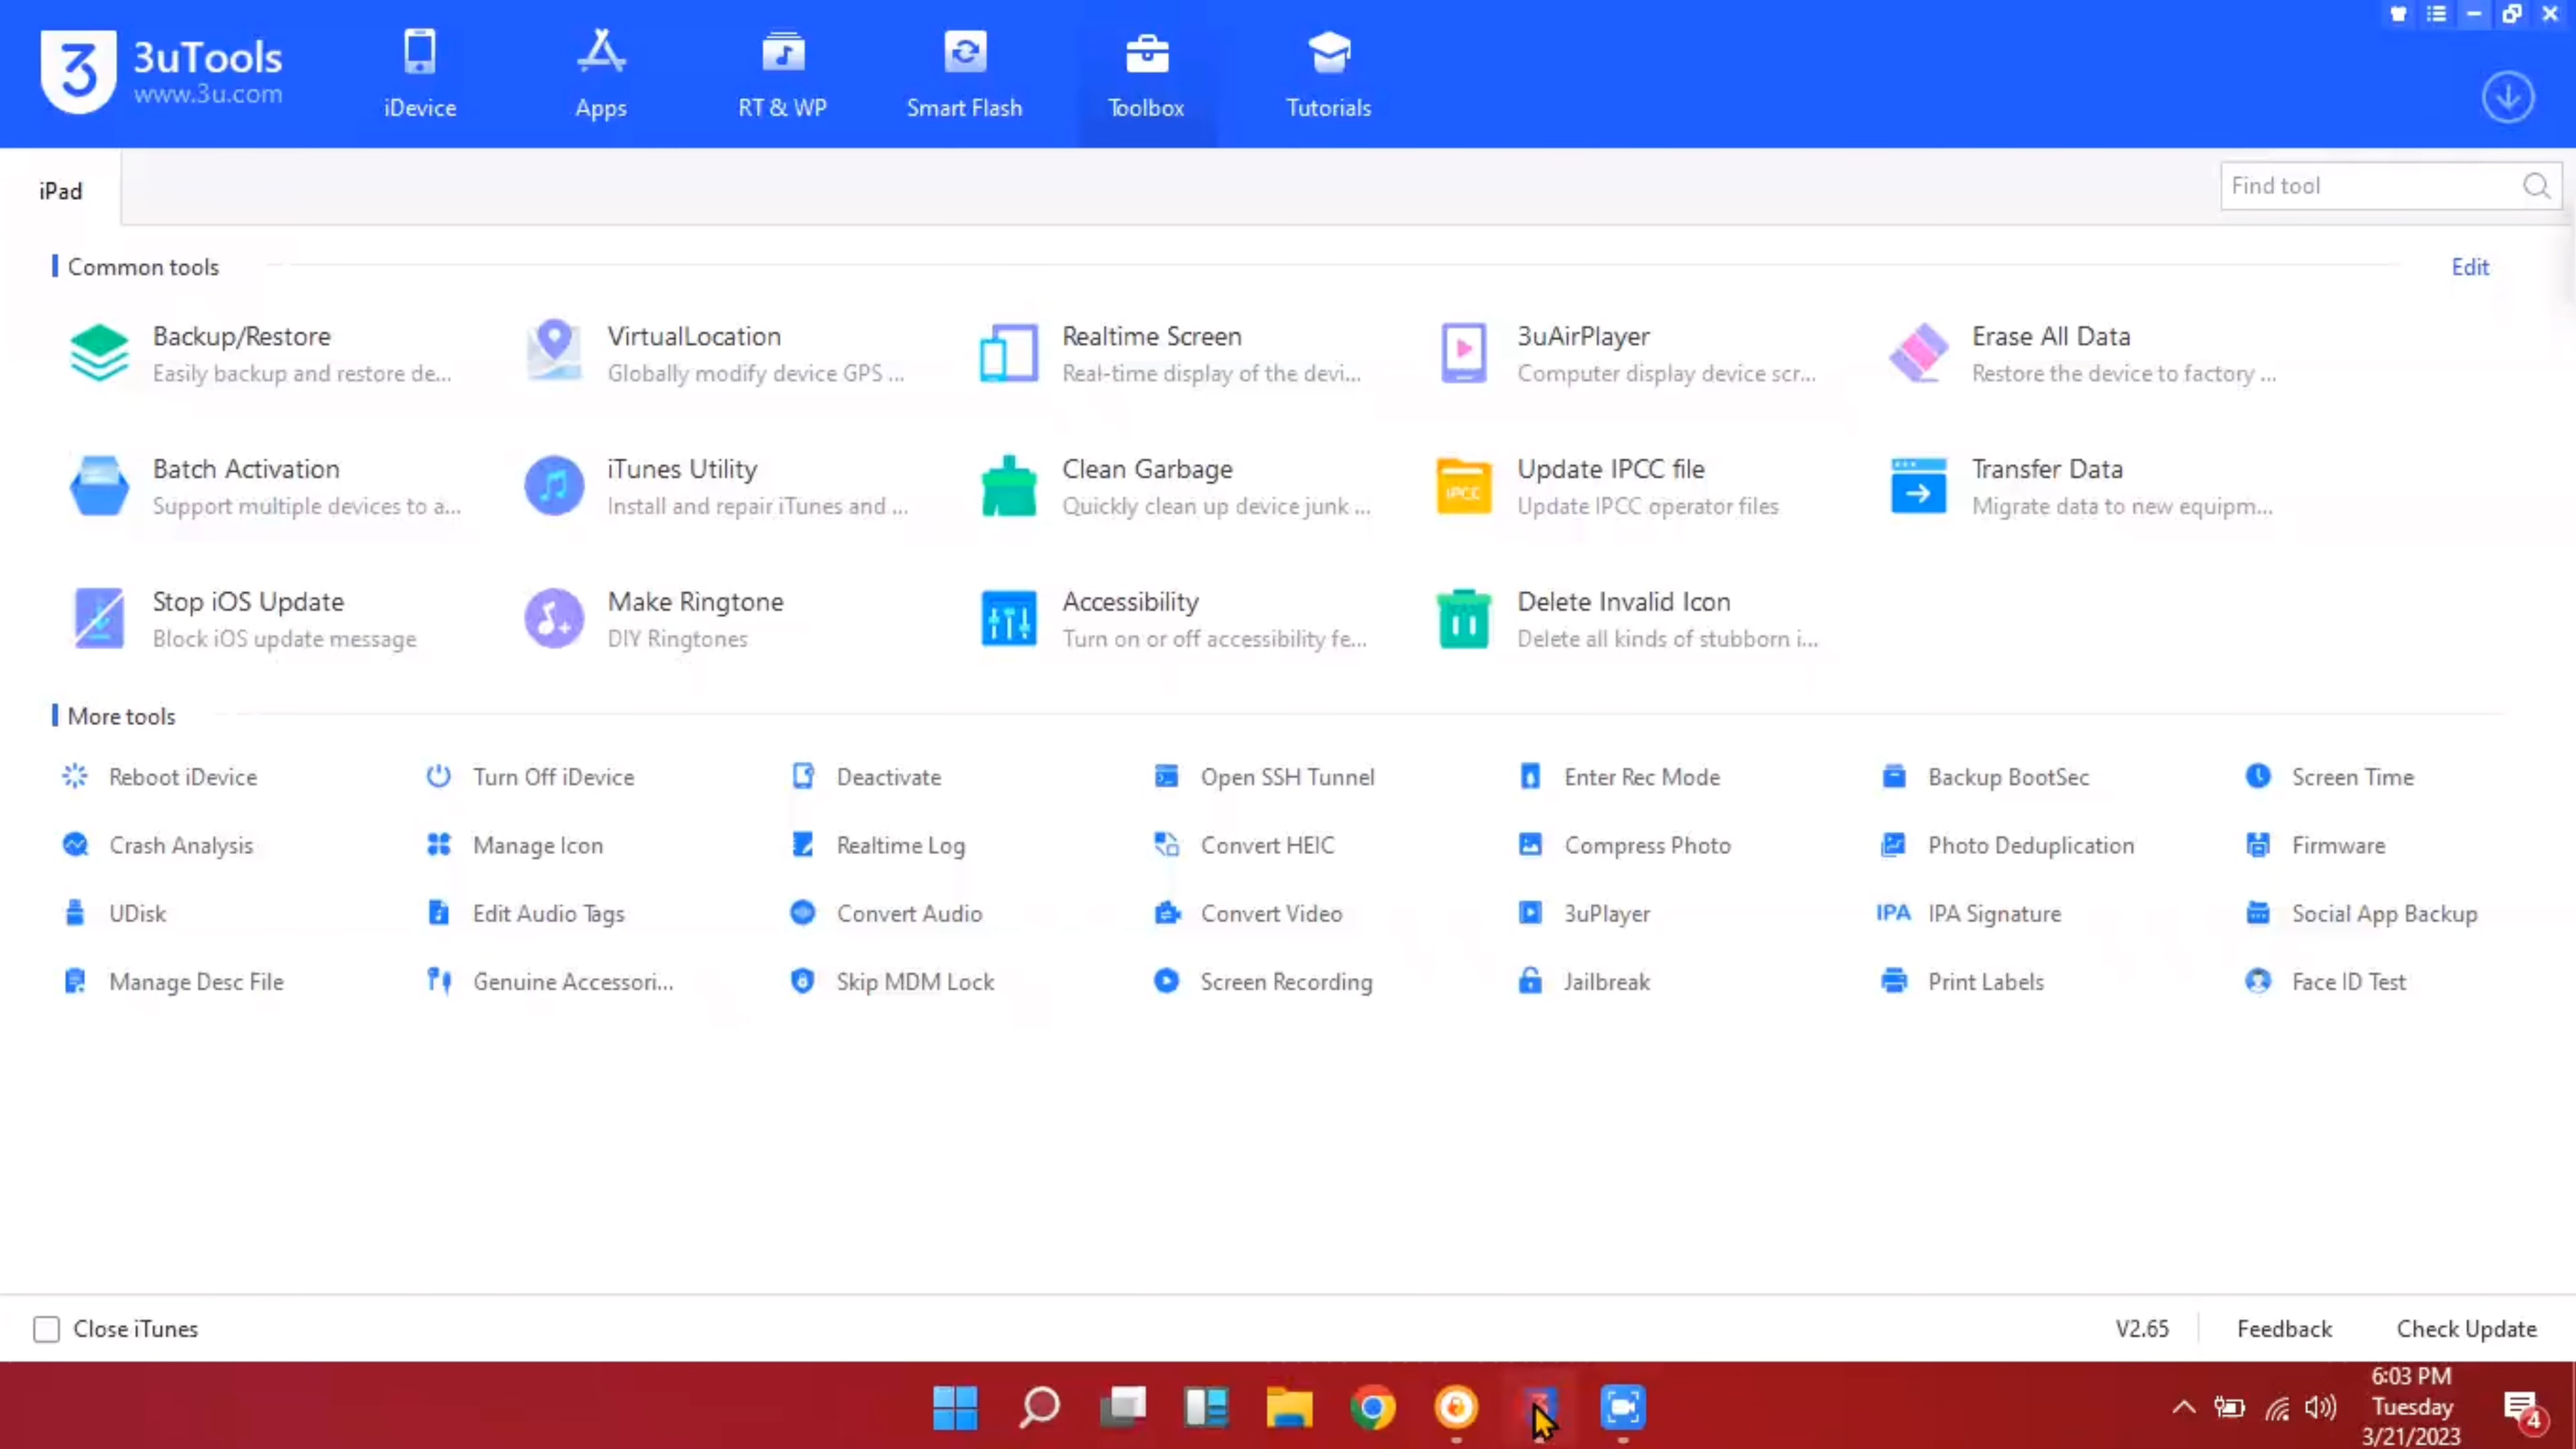 3uTools
www.3u.com
iDevice
Apps
RT & WP
Smart Flash
Toolbox
Tutorials
iPad
Find tool
Common tools
Edit
Backup/Restore
Easily backup and restore de...
VirtualLocation
Globally modify device GPS ...
Realtime Screen
Real-time display of the devi...
3uAirPlayer
Computer display device scr...
Erase All Data
Restore the device to factory ...
Batch Activation
Support multiple devices to a...
iTunes Utility
Install and repair iTunes and ...
Clean Garbage
Quickly clean up device junk ...
IPCC
Update IPCC file
Update IPCC operator files
Transfer Data
Migrate data to new equipm...
Stop iOS Update
Block iOS update message
Make Ringtone
DIY Ringtones
Accessibility
Turn on or off accessibility fe...
Delete Invalid Icon
Delete all kinds of stubborn i...
More tools
Reboot iDevice
Turn Off iDevice
Deactivate
Open SSH Tunnel
Enter Rec Mode
Backup BootSec
Screen Time
Crash Analysis
Manage Icon
Realtime Log
Convert HEIC
Compress Photo
Photo Deduplication
Firmware
UDisk
Edit Audio Tags
Convert Audio
Convert Video
3uPlayer
IPA IPA Signature
Social App Backup
Manage Desc File
Genuine Accessori...
Skip MDM Lock
Screen Recording
Jailbreak
Print Labels
Face ID Test
Close iTunes
V2.65
Feedback
Check Update
6:03 PM
Tuesday
3/21/2023
4